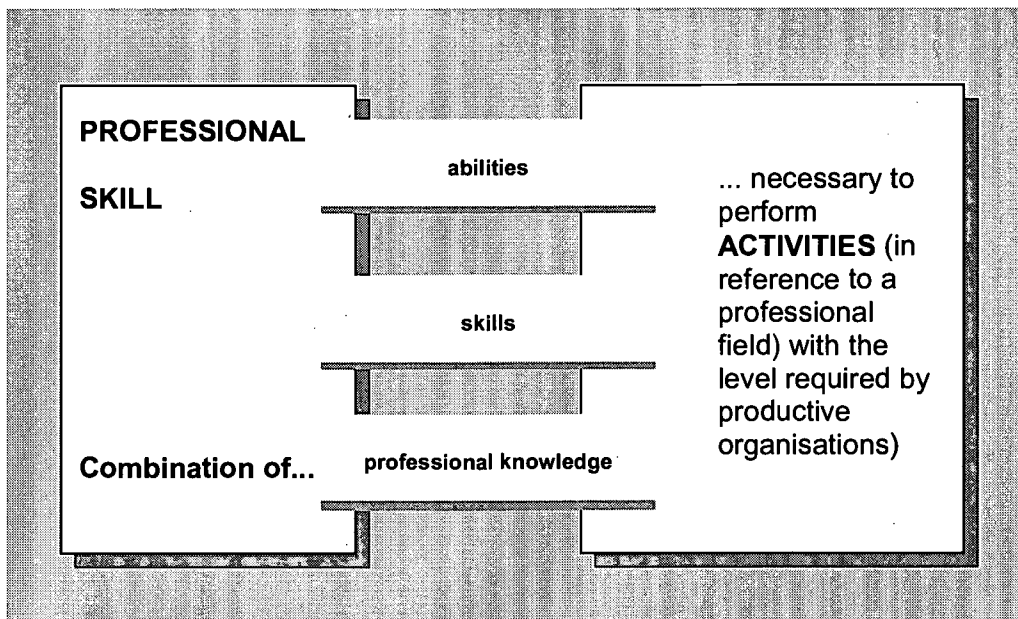 PROFESSIONAL
SKILL
Combination of...
abilities
skills
professional knowledge
... necessary to
perform
ACTIVITIES (in
reference to a
professional
field) with the
level required by
productive
organisations)